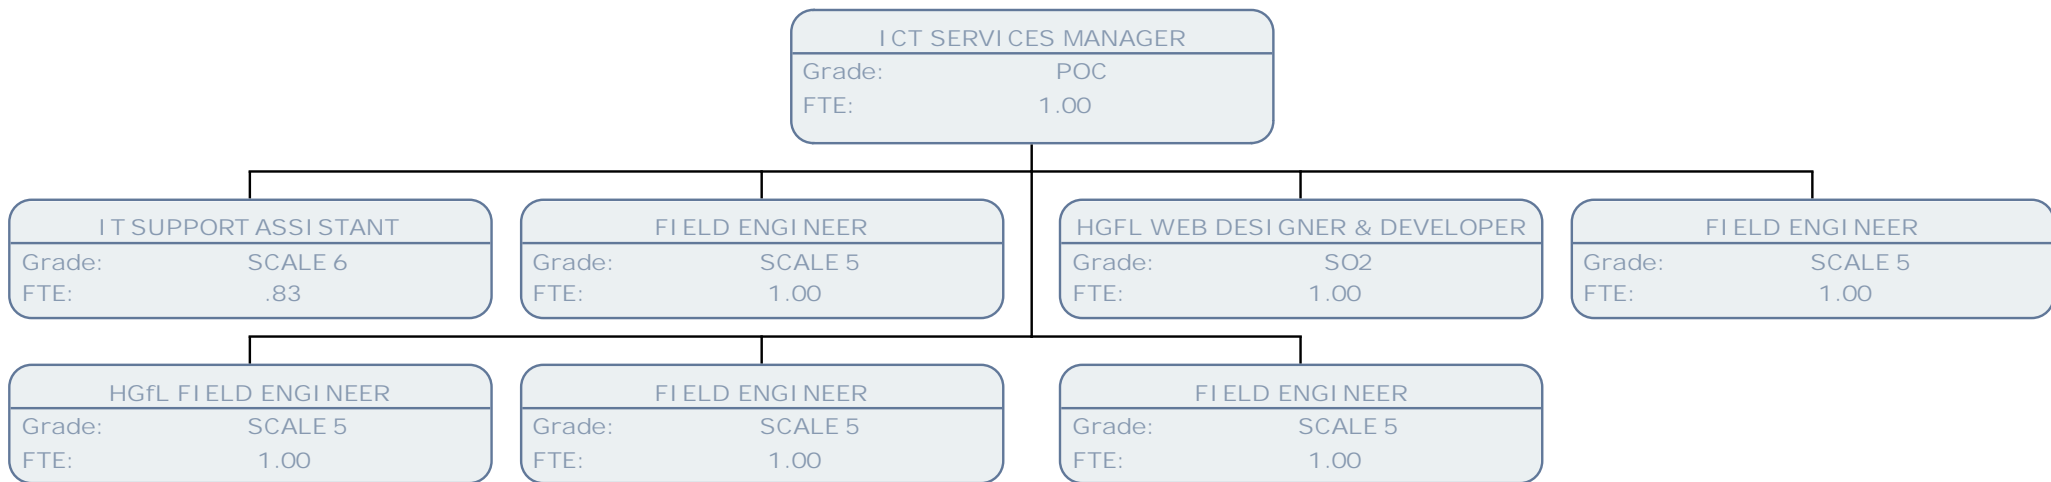 ICT SERVICES MANAGER
Grade: POC
FTE: 1.00
IT SUPPORT ASSISTANT
Grade: SCALE 6
FTE: .83
FIELD ENGINEER
Grade: SCALE 5
FTE: 1.00
HGFL WEB DESIGNER & DEVELOPER
Grade: SO2
FTE: 1.00
FIELD ENGINEER
Grade: SCALE 5
FTE: 1.00
HGfL FIELD ENGINEER
Grade: SCALE 5
FTE: 1.00
FIELD ENGINEER
Grade: SCALE 5
FTE: 1.00
FIELD ENGINEER
Grade: SCALE 5
FTE: 1.00